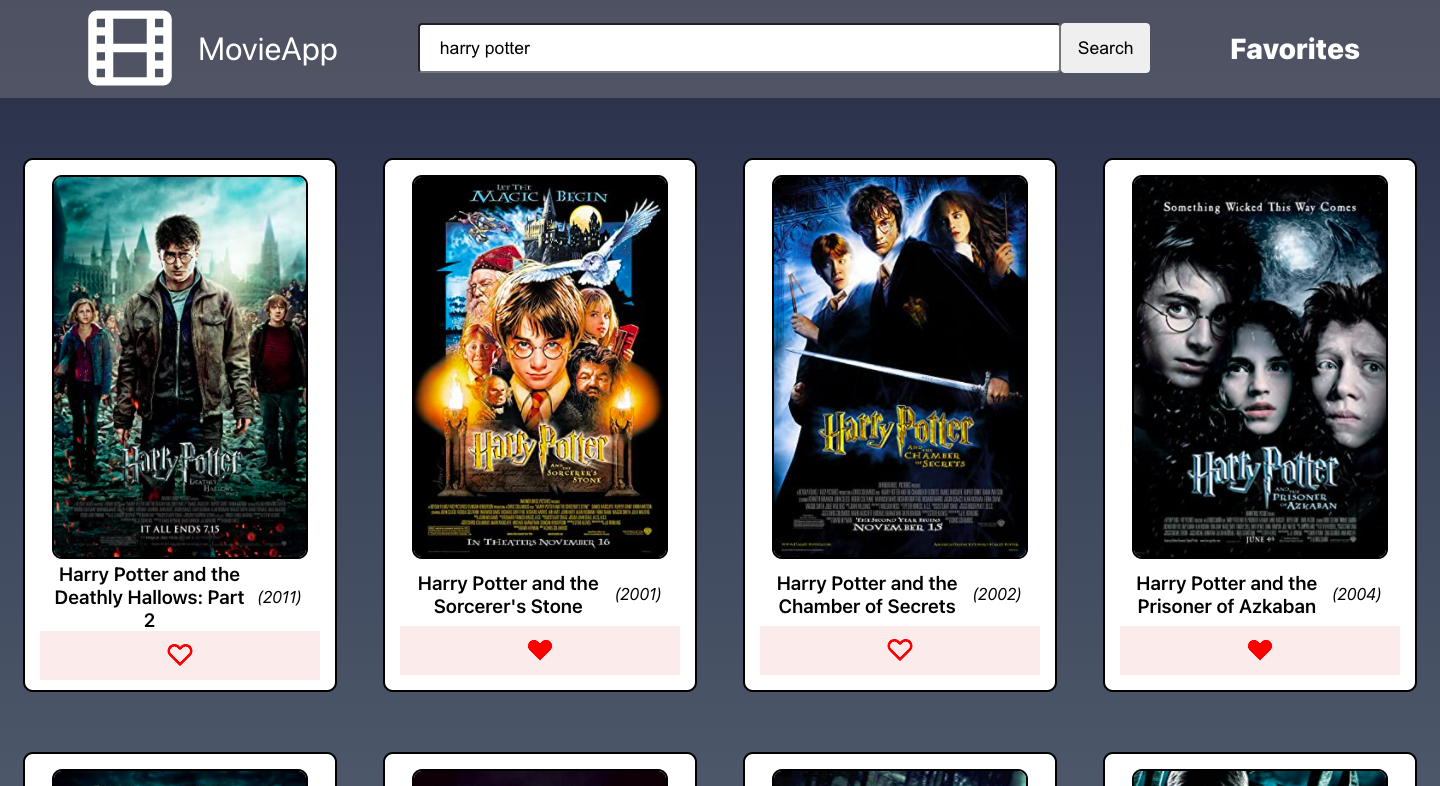 MovieApp
harry potter
Search
Favorites
Harry Potter
DEATHLY
HALLOWS
IT ALL ENDS 7.15
Harry Potter and the
Deathly Hallows: Part
2
(2011)
LET THE
MAGIC BEGIN
Harry Potter
AND THE
SORCERER'S
STONE
IN THEATERS NOVEMBER 16
Harry Potter and the
Sorcerer's Stone
(2001)
Harry Potter
AND THE
CHAMBER
OF SECRETS
THE SECOND YEAR BEGINS
NOVEMBER 15
Harry Potter and the
Chamber of Secrets
(2002)
Something Wicked This Way Comes
Harry Potter
AND THE
PRISONER
OF
AZKABAN
JUNE 4
Harry Potter and the
Prisoner of Azkaban
(2004)